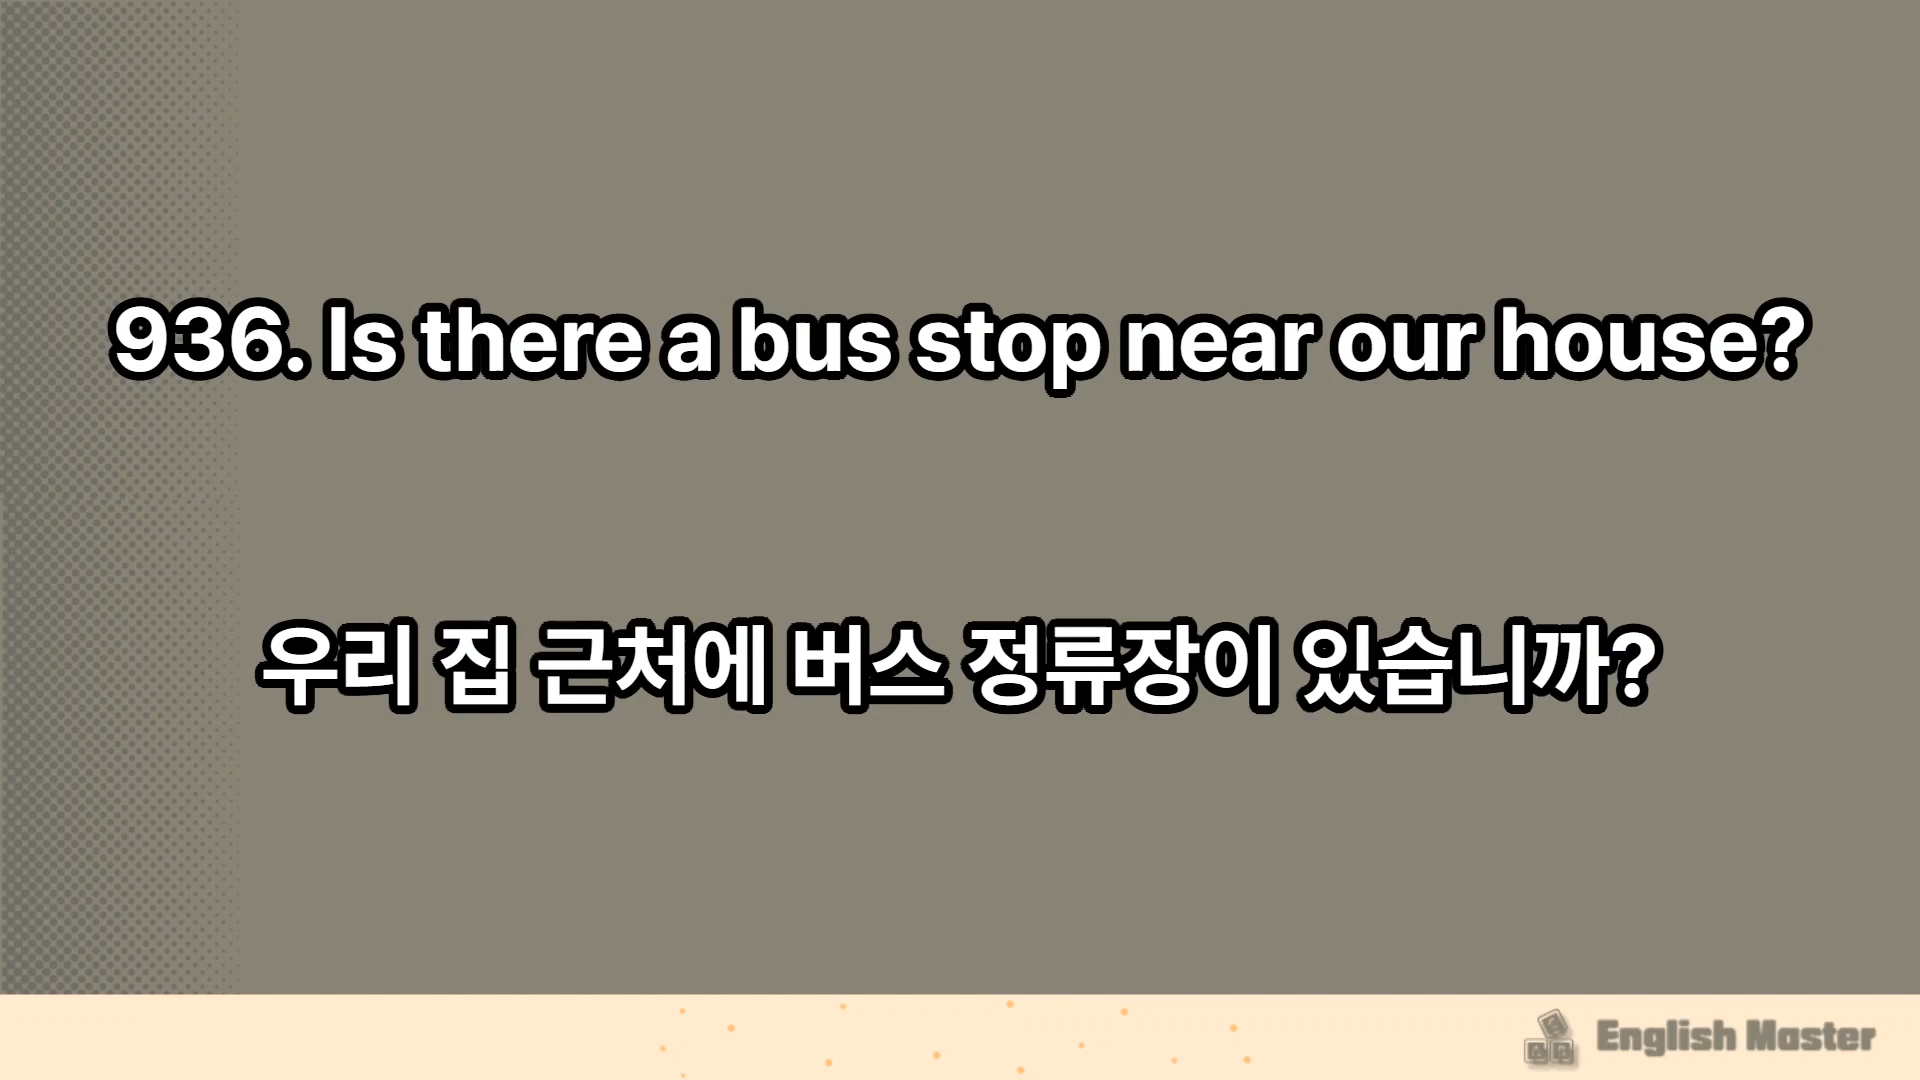 936. Is there a bus stop near our house?
우리 집 근처에 버스 정류장이 있습니까?
English Master